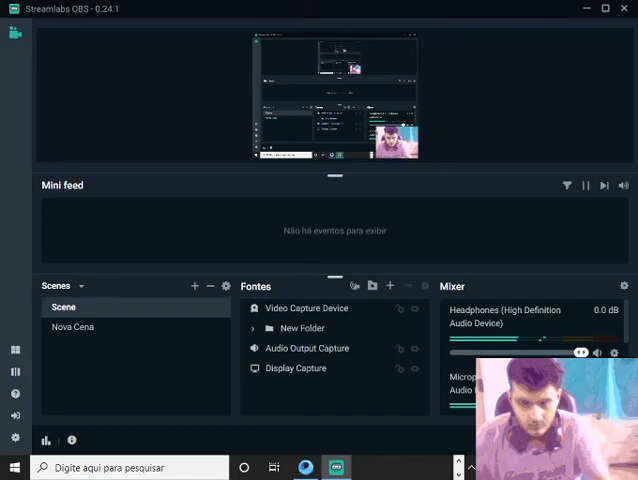 Streamlabs OBS - 0.24.1
Mini feed
Não há eventos para exibir
Scenes
Fontes
Mixer
Scene
Nova Cena
Video Capture Device
New Folder
Audio Output Capture
Display Capture
Headphones (High Definition
Audio Device)
0.0 dB
Audio
Digite aqui para pesquisar